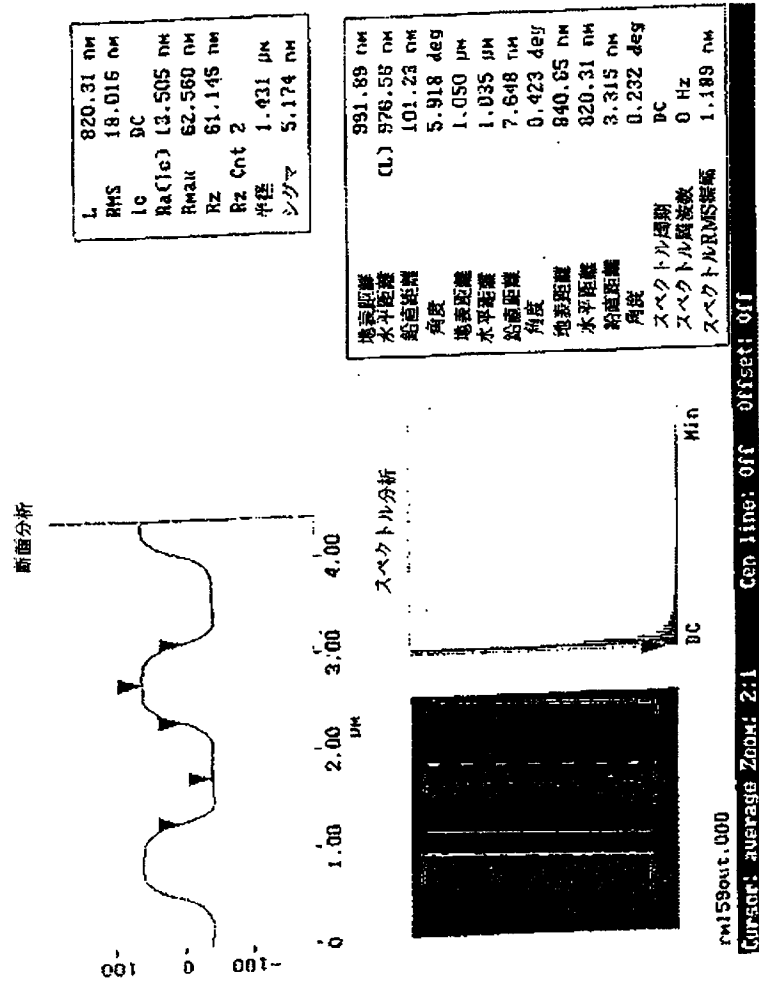 断面分析
100
0
-100
0
1.00
2.00
3.00
4.00
μM
L 820.31 nM
RMS 18.016 nM
lc DC
Ra(lc) 13.505 nM
Rmax 62.560 nM
Rz 61.145 nM
Rz Cnt 2
半径 1.431 μM
シグマ 5.174 nM
スペクトル分析
DC
Min
地表距離 991.89 nM
水平距離 (L) 976.56 nM
鉛直距離 101.23 nM
角度 5.918 deg
地表距離 1.050 μM
水平距離 1.035 μM
鉛直距離 7.648 nM
角度 0.423 deg
地表距離 nM
水平距離 820.31 nM
鉛直距離 3.315 nM
角度 0.232 deg
スペクトル周期 DC
スペクトル周波数 0 Hz
スペクトルRMS振幅 nM
rm159out.000
Cursor: average Zoom: 2:1 Cen line: Off Offset: Off